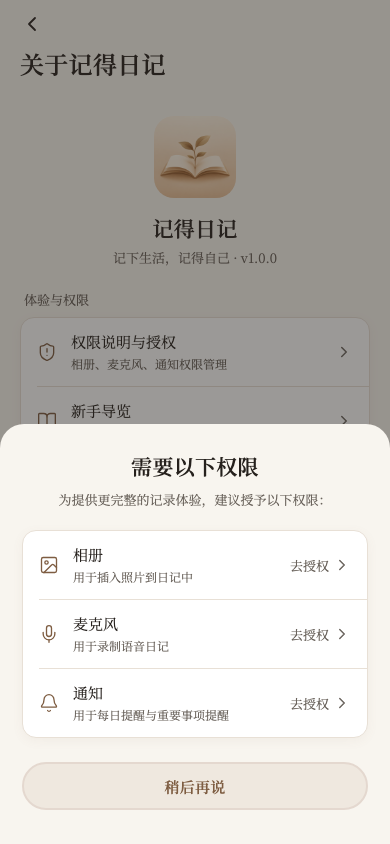 关于记得日记
记得日记
记下生活，记得自己 · v1.0.0
体验与权限
权限说明与授权
相册、麦克风、通知权限管理
新手导览
需要以下权限
为提供更完整的记录体验，建议授予以下权限：
相册
用于插入照片到日记中
去授权
麦克风
用于录制语音日记
去授权
通知
用于每日提醒与重要事项提醒
去授权
稍后再说